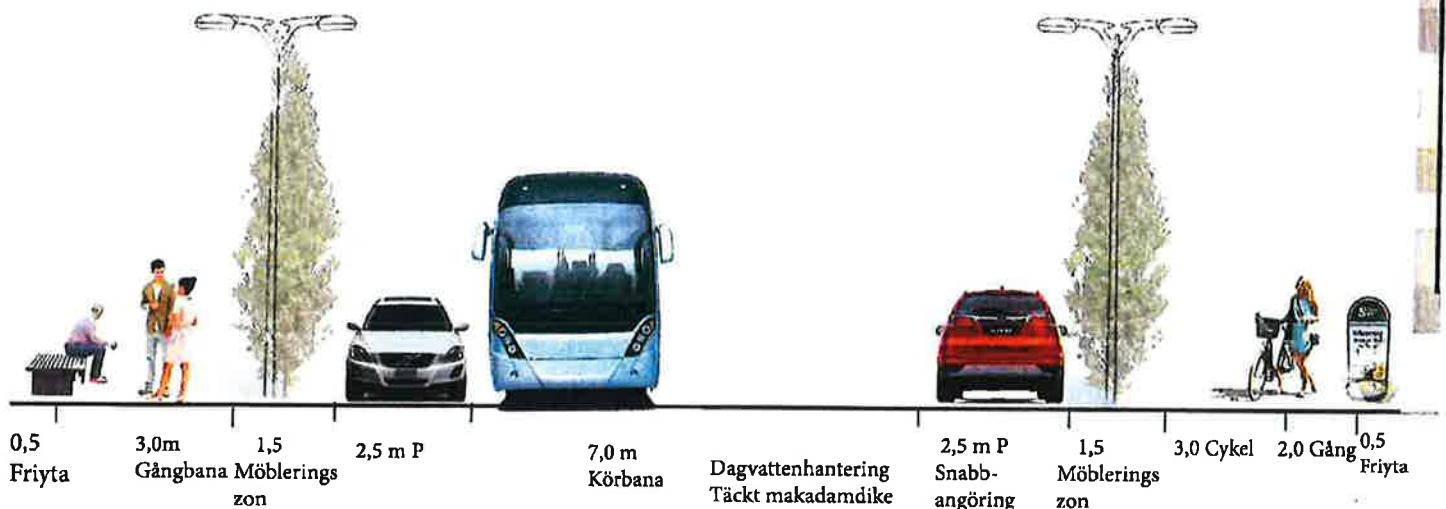 0,5
Friyta
3,0m
Gångbana
1,5
Möblerings
zon
2,5 m P
7,0 m
Körbana
Dagvattenhantering
Täckt makadamdike
2,5 m P
Snabb-
angöring
1,5
Möblerings
zon
3,0 Cykel
2,0 Gång
0,5
Friyta